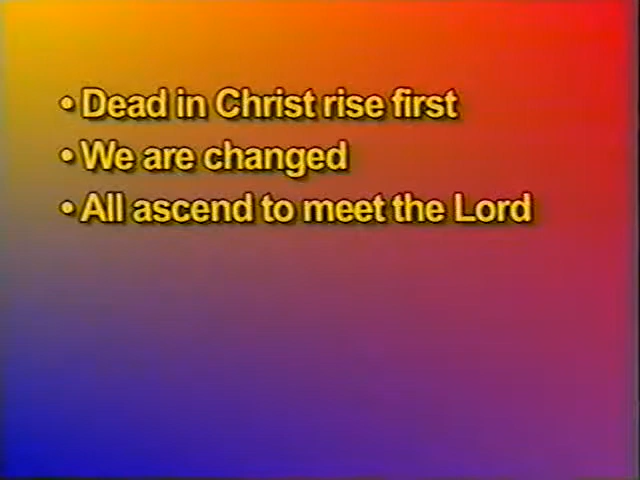 • Dead in Christ rise first
• We are changed
• All ascend to meet the Lord